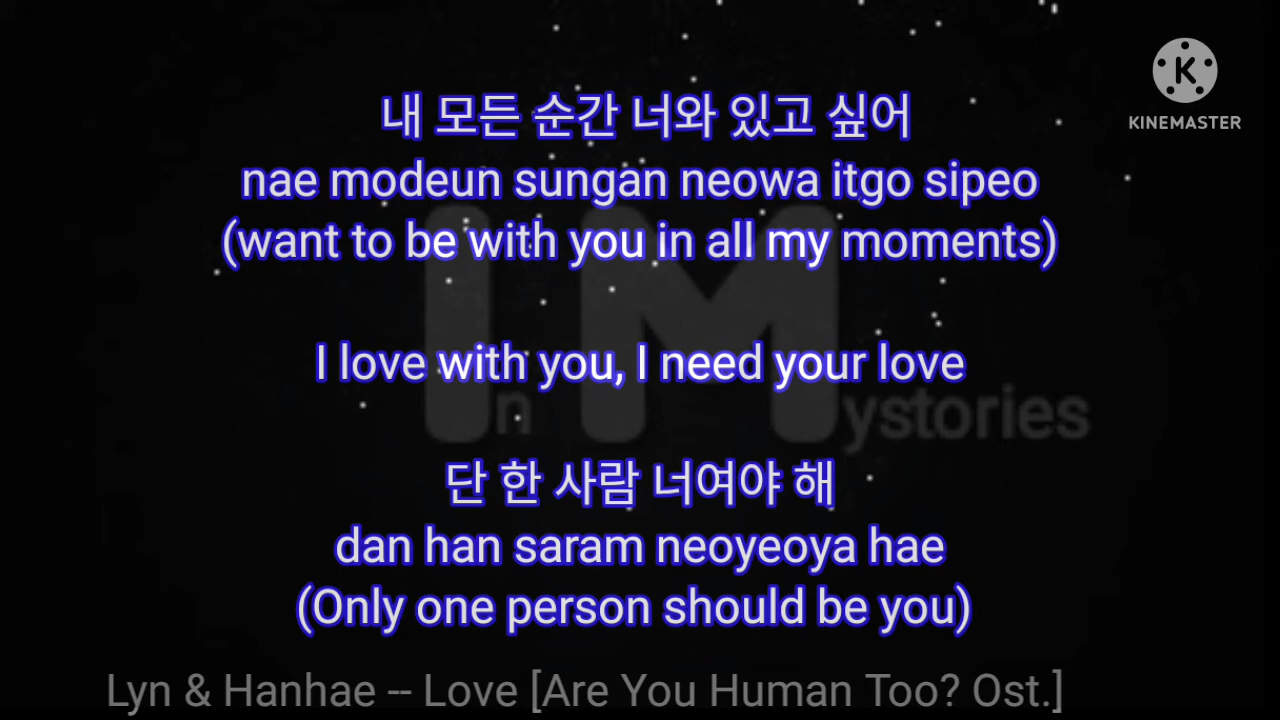 내 모든 순간 너와 있고 싶어
nae modeun sungan neowa itgo sipeo
(want to be with you in all my moments)
I love with you, I need your love
단 한 사람 너여야 해
dan han saram neoyeoya hae
(Only one person should be you)
Lyn & Hanhae -- Love [Are You Human Too? Ost.]
K
KINEMASTER
In Mystories